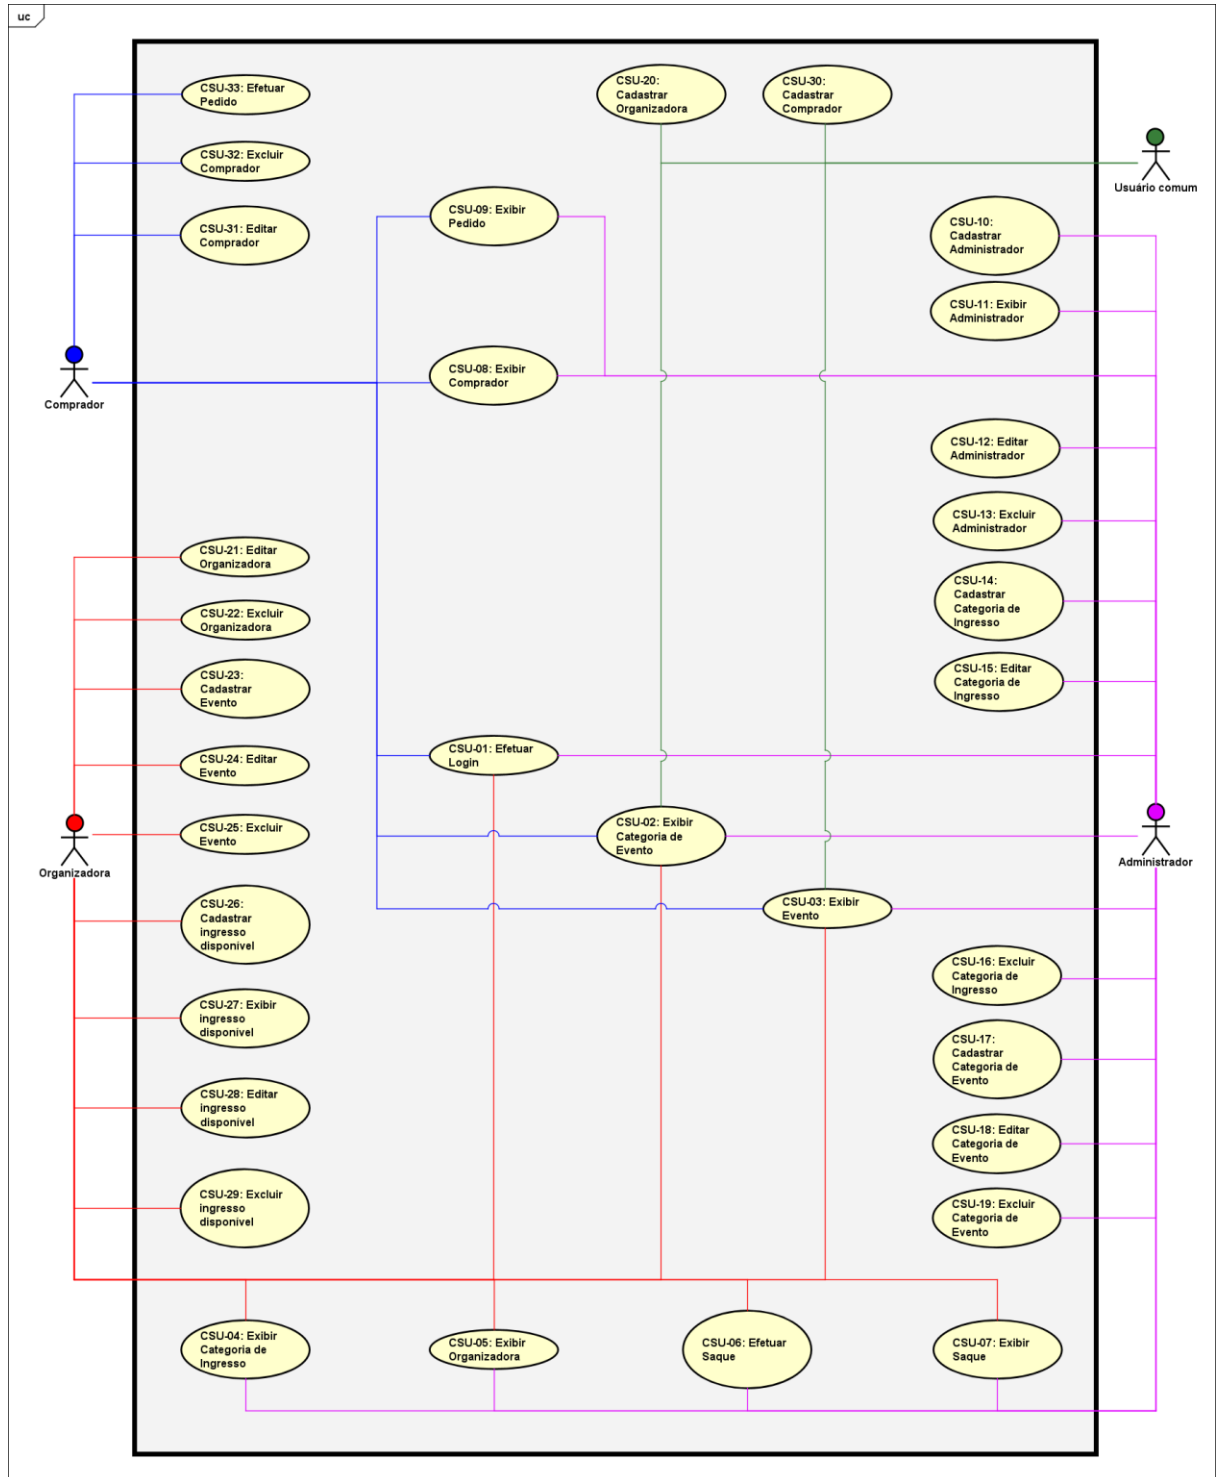 uc
CSU-33: Efetuar
Pedido
CSU-20:
Cadastrar
Organizadora
CSU-30:
Cadastrar
Comprador
CSU-32: Excluir
Comprador
Usuário comum
CSU-31: Editar
Comprador
CSU-09: Exibir
Pedido
CSU-10:
Cadastrar
Administrador
CSU-11: Exibir
Administrador
Comprador
CSU-08: Exibir
Comprador
CSU-12: Editar
Administrador
CSU-13: Excluir
Administrador
CSU-21: Editar
Organizadora
CSU-14:
Cadastrar
Categoria de
Ingresso
CSU-22: Excluir
Organizadora
CSU-23:
Cadastrar
Evento
CSU-15: Editar
Categoria de
Ingresso
CSU-24: Editar
Evento
CSU-01: Efetuar
Login
CSU-25: Excluir
Evento
CSU-02: Exibir
Categoria de
Evento
Organizadora
Administrador
CSU-26:
Cadastrar
ingresso
disponivel
CSU-03: Exibir
Evento
CSU-16: Excluir
Categoria de
Ingresso
CSU-27: Exibir
ingresso
disponível
CSU-17:
Cadastrar
Categoria de
Evento
CSU-28: Editar
ingresso
disponível
CSU-18: Editar
Categoria de
Evento
CSU-29: Excluir
ingresso
disponível
CSU-19: Excluir
Categoria de
Evento
CSU-04: Exibir
Categoria de
Ingresso
CSU-05: Exibir
Organizadora
CSU-06: Efetuar
Saque
CSU-07: Exibir
Saque